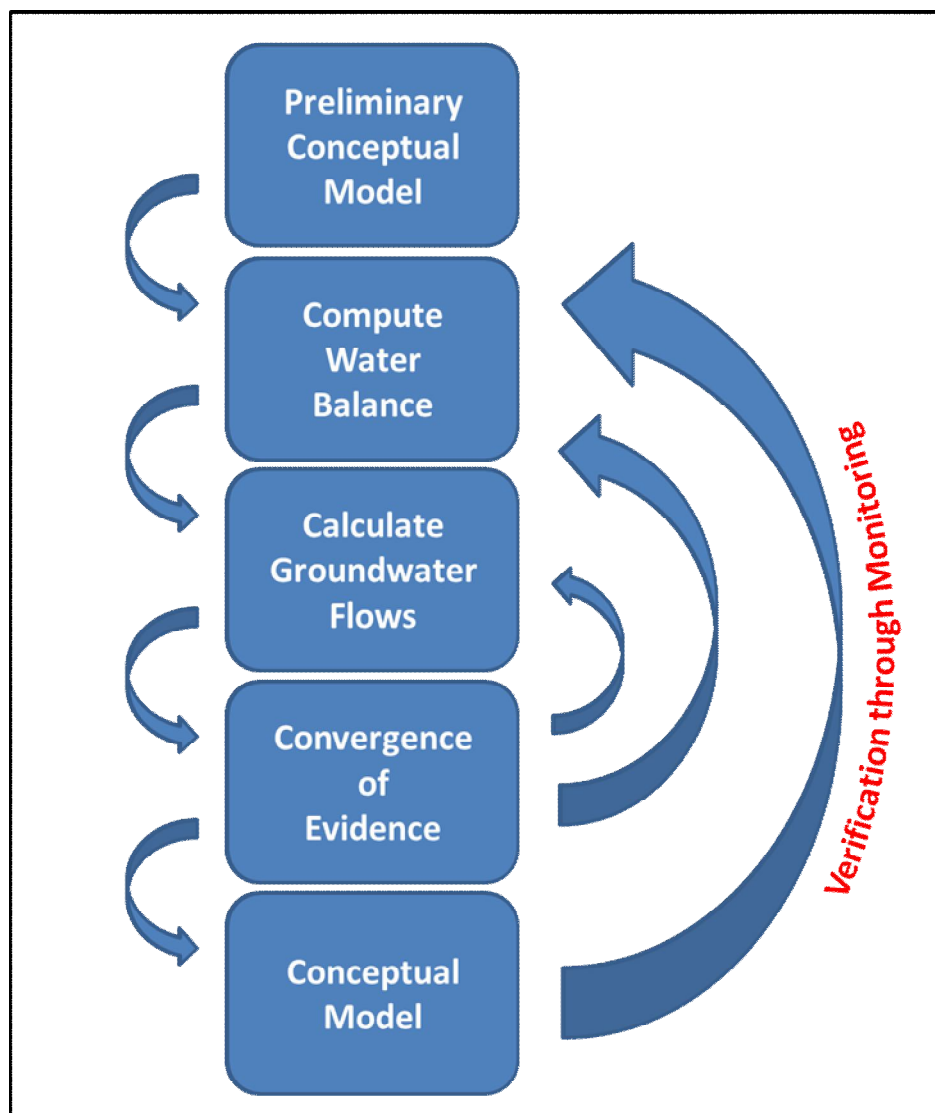 Preliminary
Conceptual
Model
Compute
Water
Balance
Calculate
Groundwater
Flows
Convergence
of
Evidence
Conceptual
Model
Verification through Monitoring